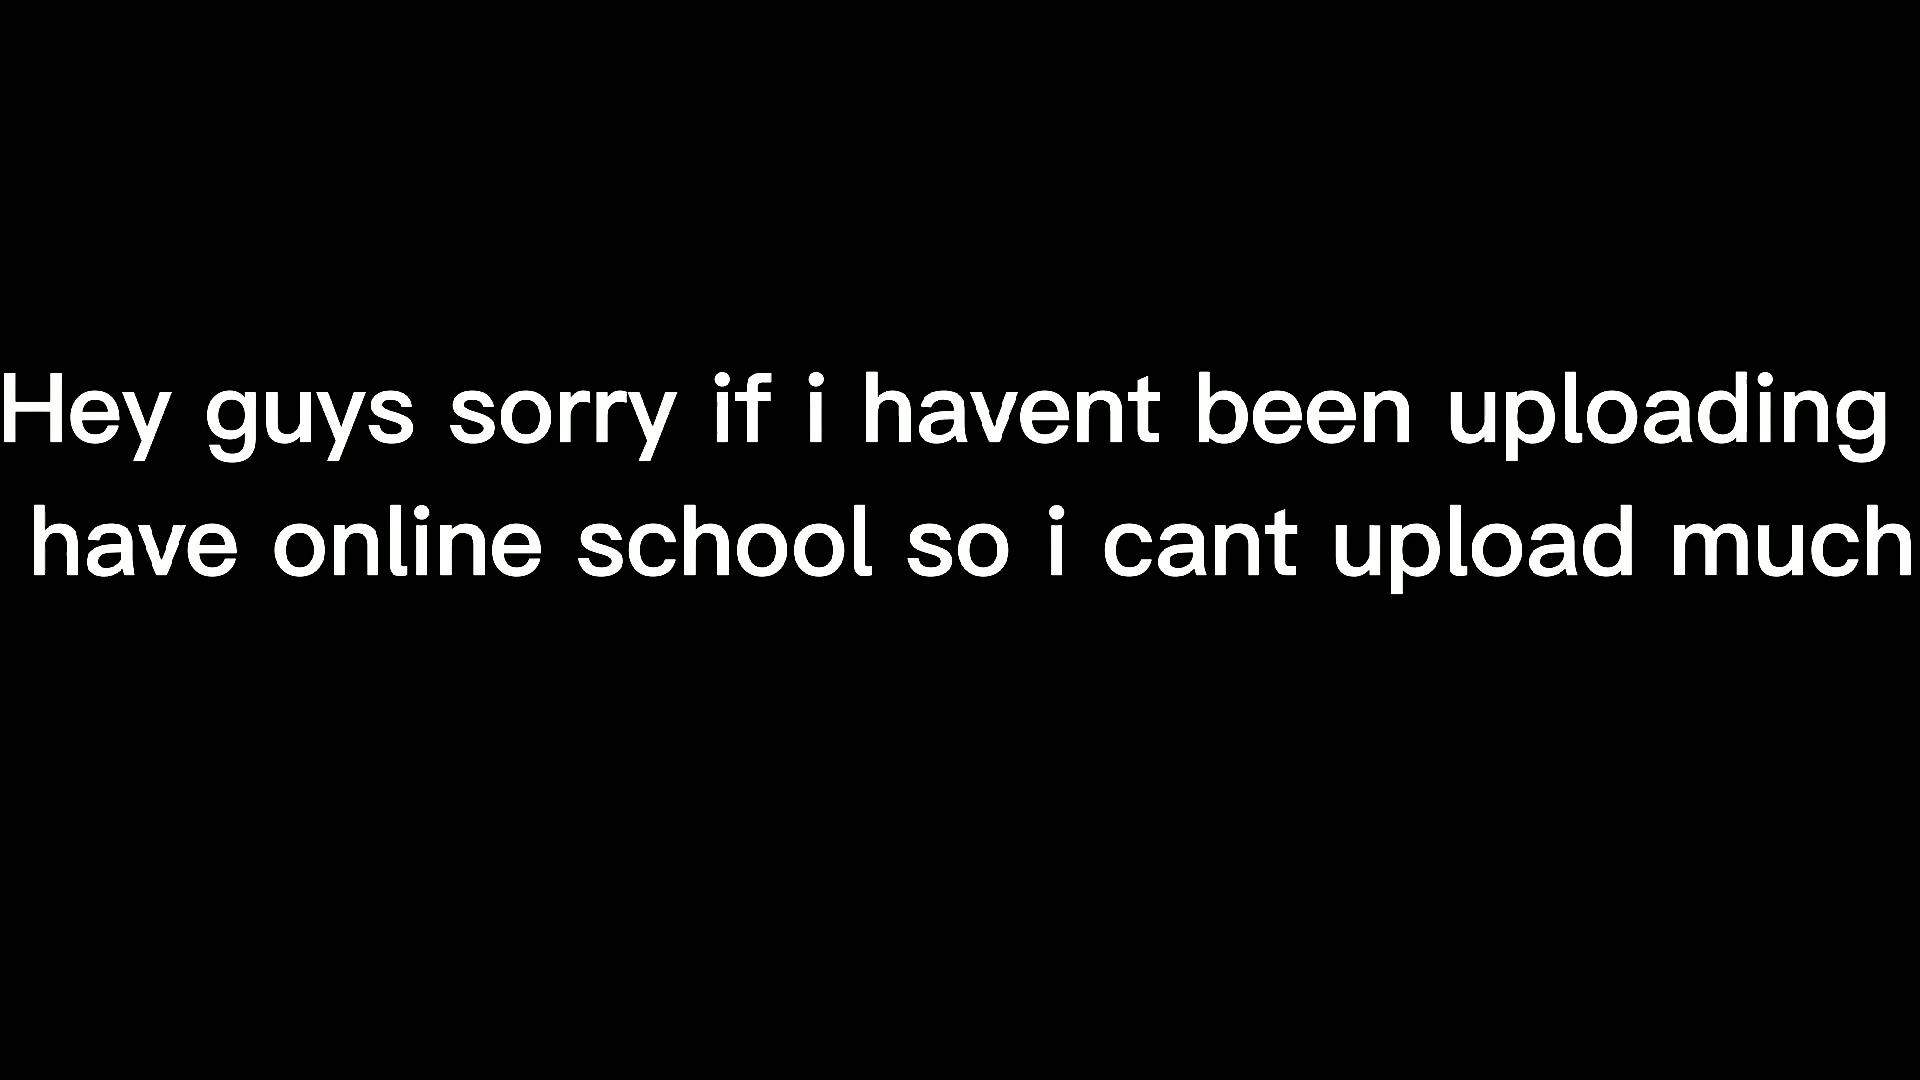 Hey guys sorry if i havent been uploading
have online school so i cant upload much